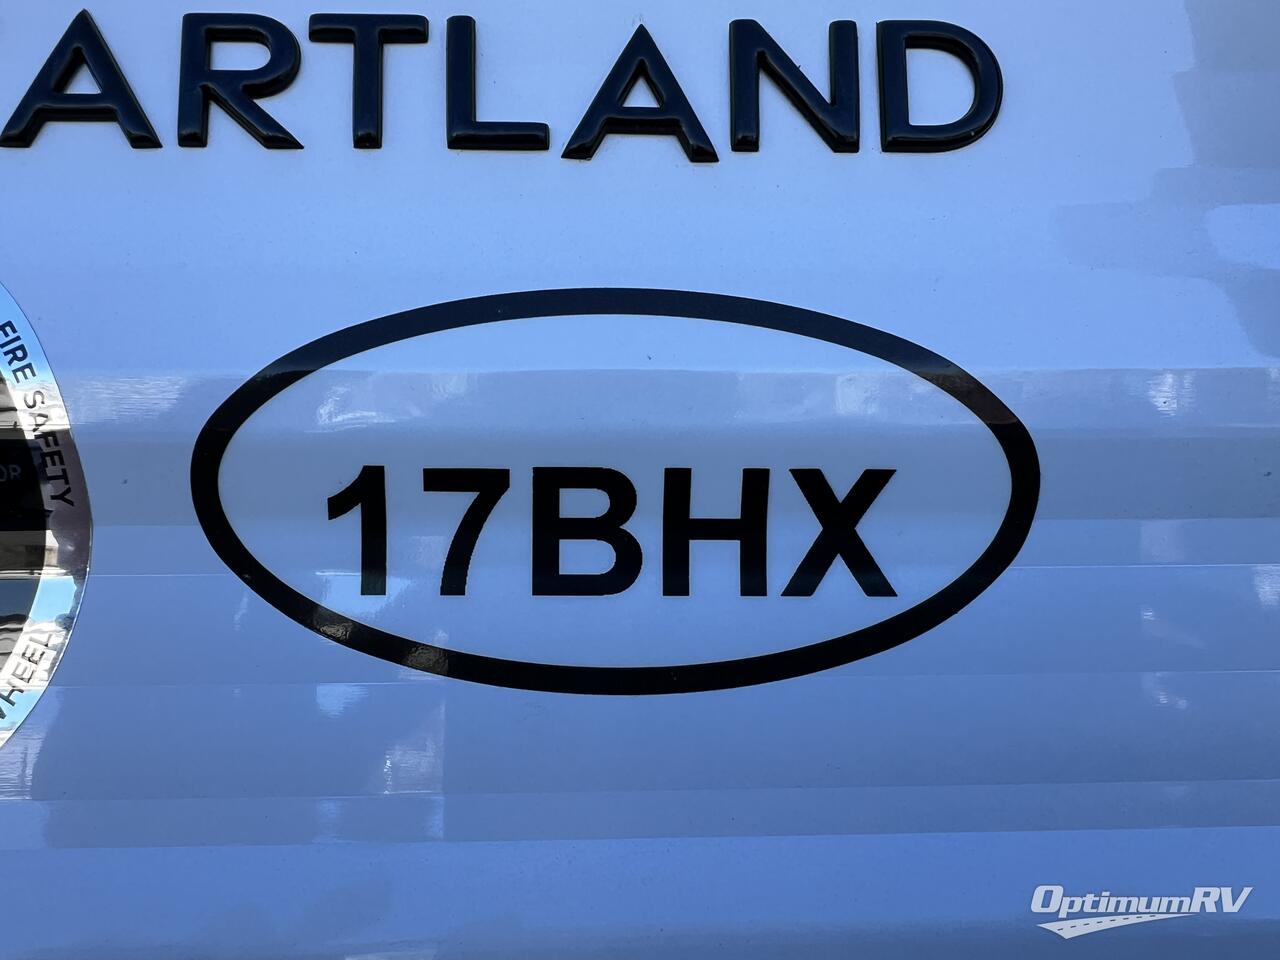 ARTLAND
FIRE SAFETY
OR
17BHX
WHEEL
OptimumRV